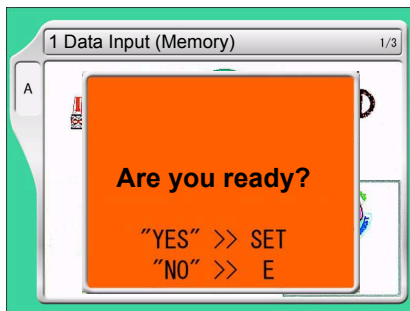 1 Data Input (Memory) 1/3
A
Are you ready?
"YES" >> SET
"NO" >> E